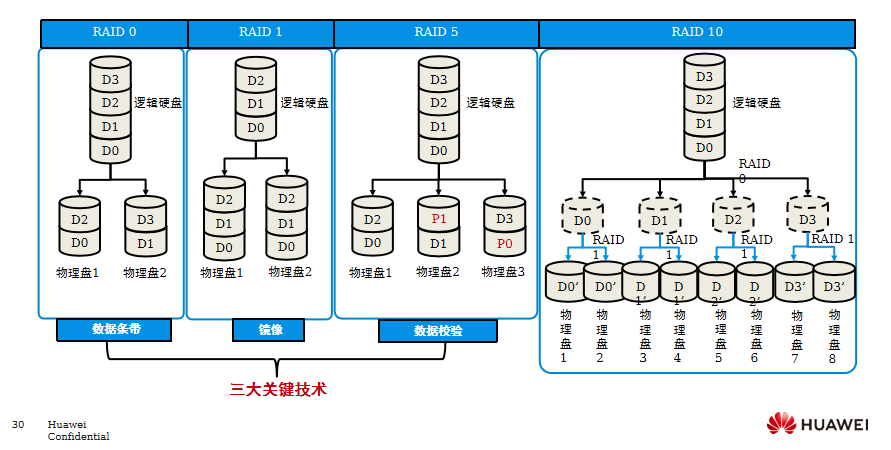 RAID 0
RAID 1
RAID 5
RAID 10
D3
D2
D1
D0
逻辑硬盘
D2
D0
D3
D1
物理盘1
物理盘2
数据条带
D2
D1
D0
逻辑硬盘
D2
D1
D0
D2
D1
D0
物理盘1
物理盘2
镜像
D3
D2
D1
D0
逻辑硬盘
D2
D0
P1
D1
D3
P0
物理盘1
物理盘2
物理盘3
数据校验
D3
D2
D1
D0
逻辑硬盘
RAID
0
D0
D1
D2
D3
RAID
1
RAID
1
RAID
1
RAID 1
D0’
D0’
D
1’
D
1’
D
2’
D
2’
D3’
D3’
物
理
盘
1
物
理
盘
2
物
理
盘
3
物
理
盘
4
物
理
盘
5
物
理
盘
6
物
理
盘
7
物
理
盘
8
三大关键技术
30
Huawei
Confidential
HUAWEI